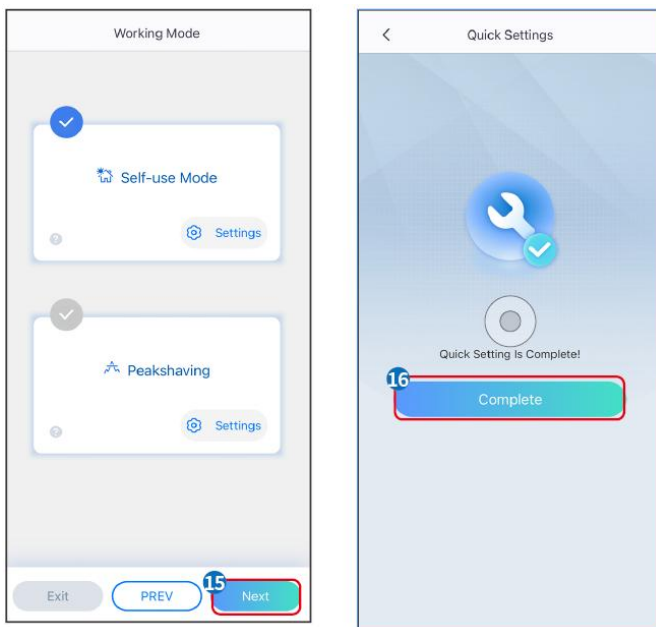 Working Mode
Self-use Mode
?
Settings
Peakshaving
?
Settings
Exit
PREV
15
Next
Quick Settings
Quick Setting Is Complete!
16
Complete